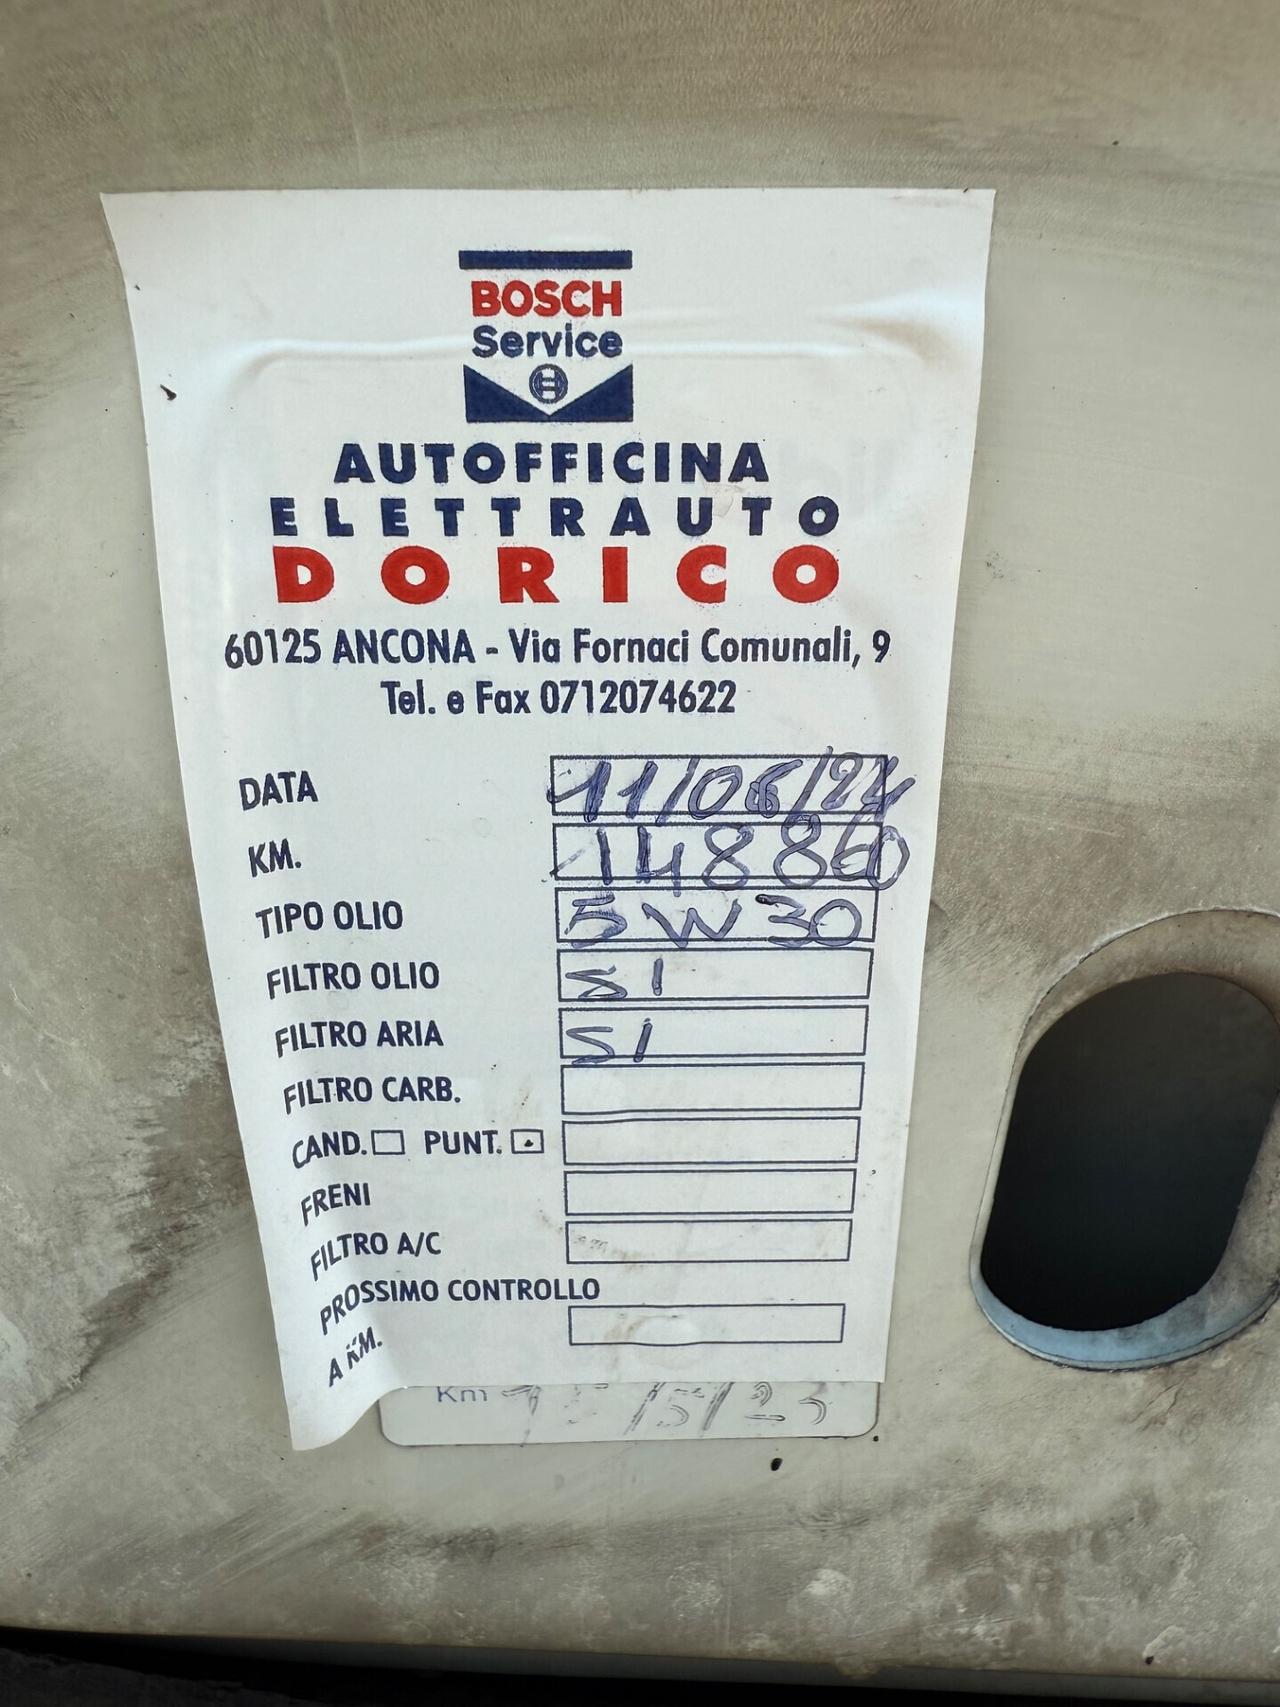 BOSCH
Service
AUTOFFICINA
ELETTRAUTO
DORICO
60125 ANCONA - Via Fornaci Comunali, 9
Tel. e Fax 0712074622
DATA 11/06/24
KM. 148860
TIPO OLIO 5W30
FILTRO OLIO SI
FILTRO ARIA SI
FILTRO CARB.
CAND. PUNT.
FRENI
FILTRO A/C
PROSSIMO CONTROLLO
A KM.
Km